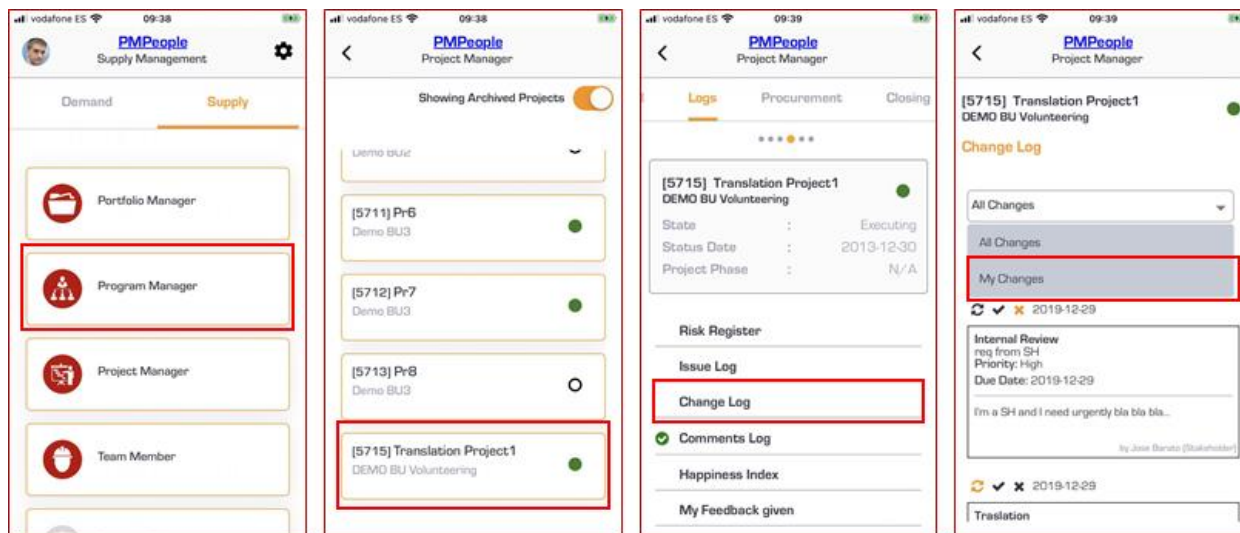 vodafone ES 09:38
PMPeople
Supply Management
Demand Supply
Portfolio Manager
Program Manager
Project Manager
Team Member
vodafone ES 09:38
PMPeople
Project Manager
Showing Archived Projects
Demo BU2
[5711] Pr6
Demo BU3
[5712] Pr7
Demo BU3
[5713] Pr8
Demo BU3
[5715] Translation Project1
DEMO BU Volunteering
vodafone ES 09:39
PMPeople
Project Manager
Logs Procurement Closing
[5715] Translation Project1
DEMO BU Volunteering
State : Executing
Status Date : 2013-12-30
Project Phase : N/A
Risk Register
Issue Log
Change Log
Comments Log
Happiness Index
My Feedback given
vodafone ES 09:39
PMPeople
Project Manager
[5715] Translation Project1
DEMO BU Volunteering
Change Log
All Changes
All Changes
My Changes
2019-12-29
Internal Review
req from SH
Priority: High
Due Date: 2019-12-29
I'm a SH and I need urgently bla bla bla...
by Jose Barato (Stakeholder)
2019-12-29
Traslation